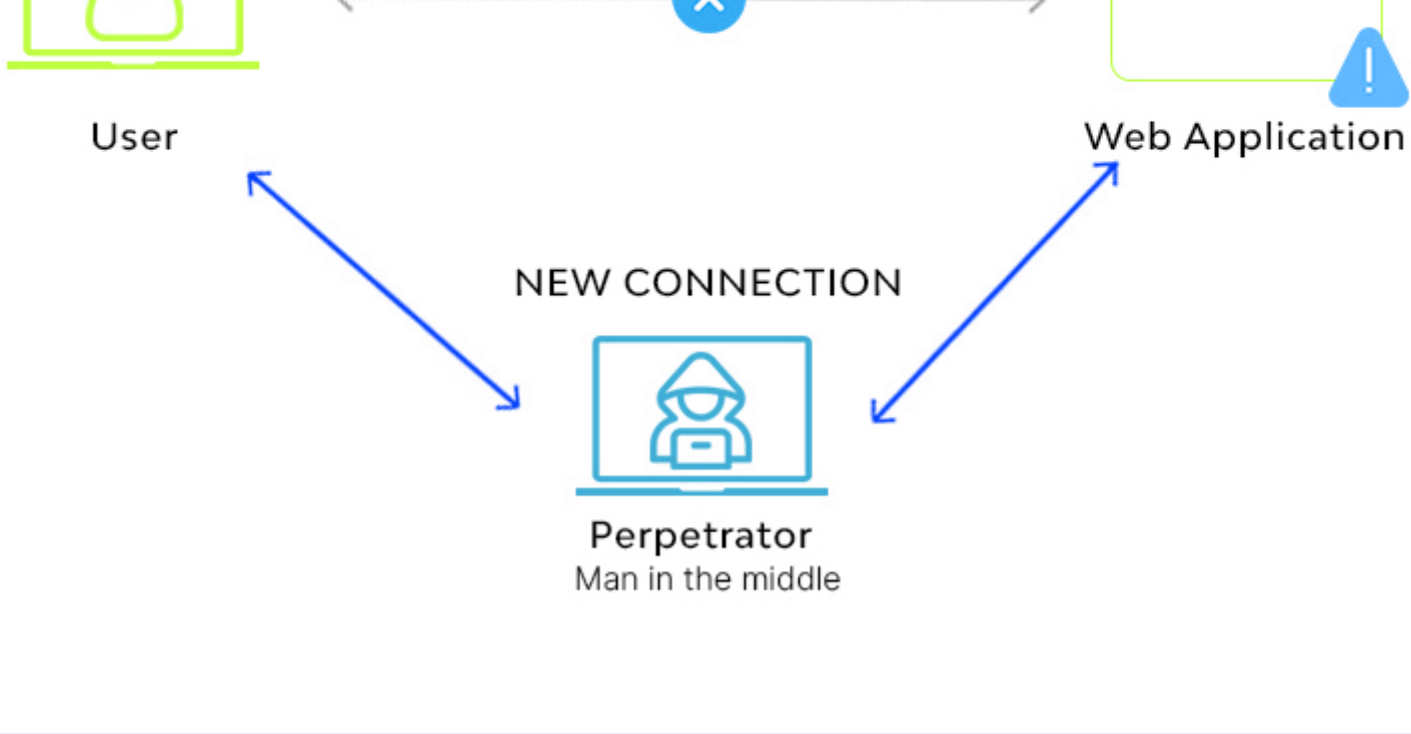 User
Web Application
NEW CONNECTION
Perpetrator
Man in the middle